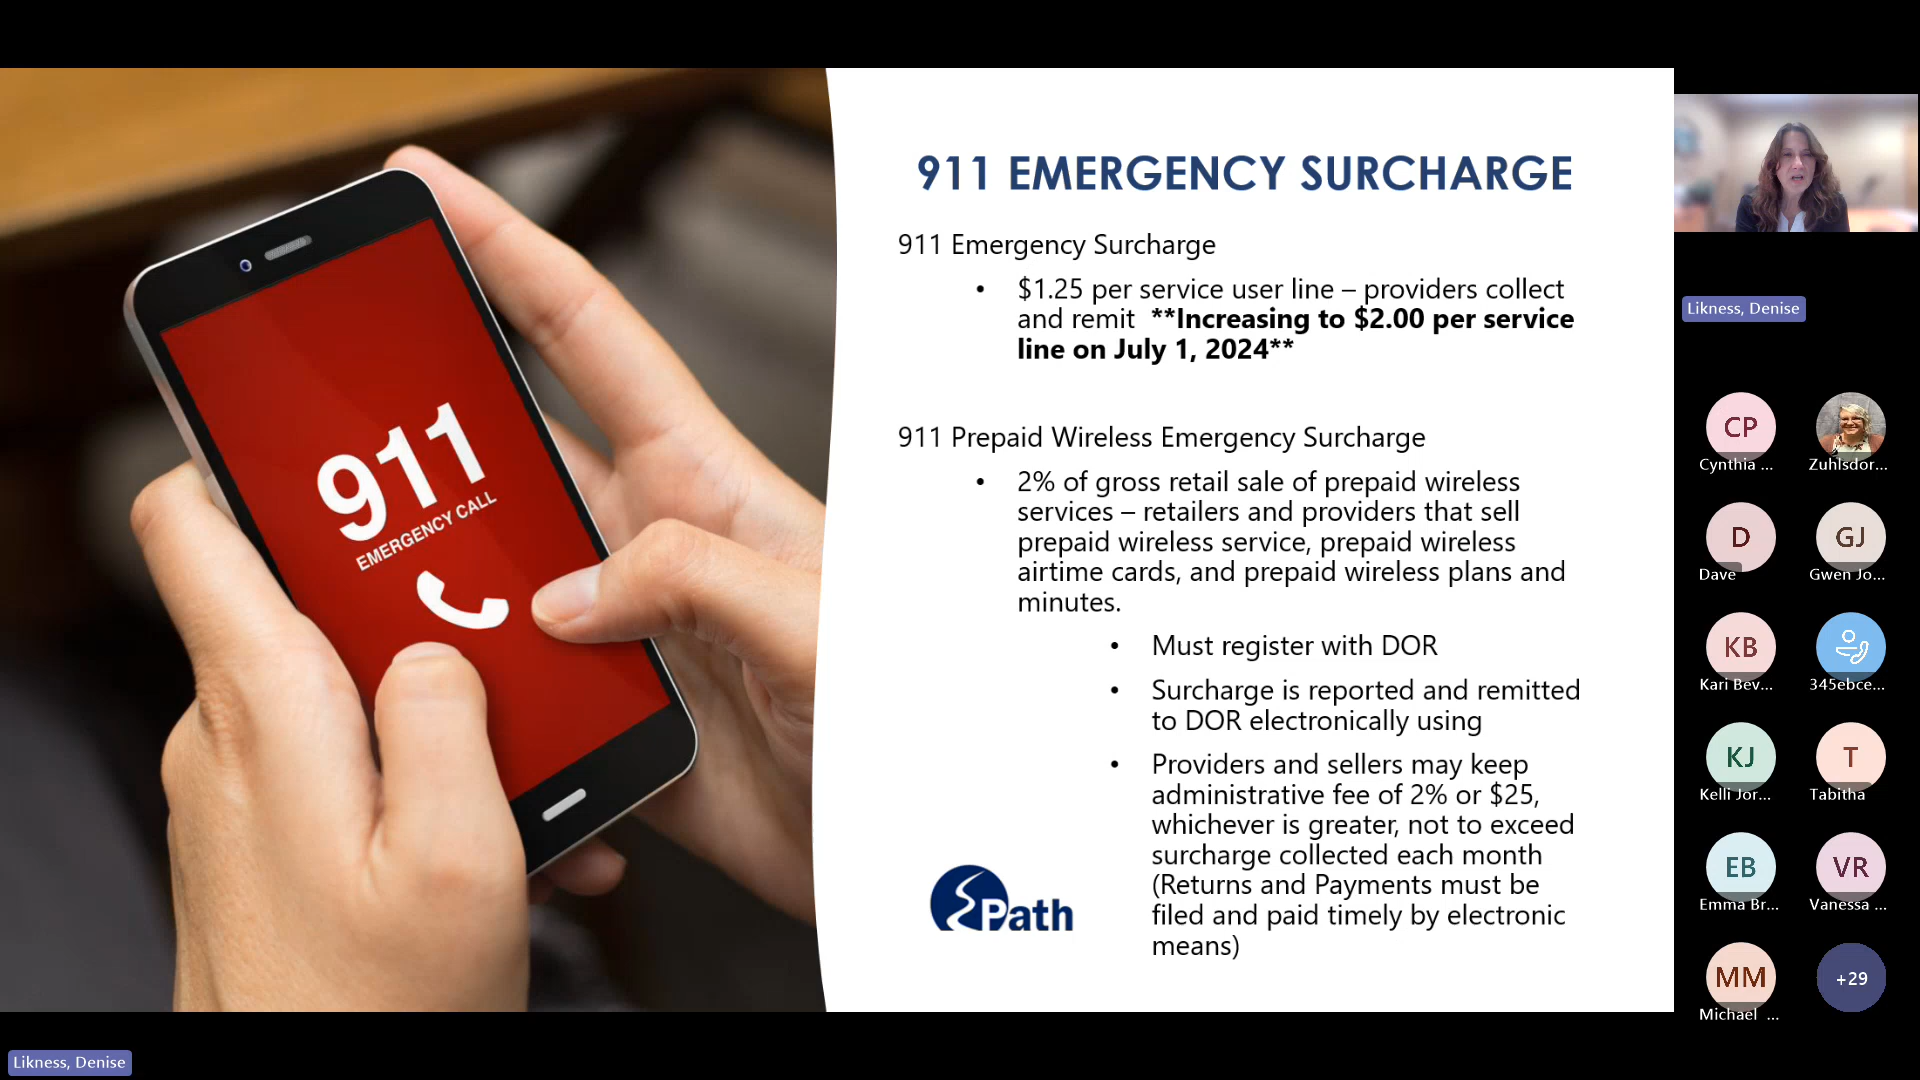 911 EMERGENCY SURCHARGE
911 Emergency Surcharge
• $1.25 per service user line – providers collect
and remit **Increasing to $2.00 per service
line on July 1, 2024**
911 Prepaid Wireless Emergency Surcharge
• 2% of gross retail sale of prepaid wireless
services – retailers and providers that sell
prepaid wireless service, prepaid wireless
airtime cards, and prepaid wireless plans and
minutes.
• Must register with DOR
• Surcharge is reported and remitted
to DOR electronically using
• Providers and sellers may keep
administrative fee of 2% or $25,
whichever is greater, not to exceed
surcharge collected each month
(Returns and Payments must be
filed and paid timely by electronic
means)
Path
911
EMERGENCY CALL
Likness, Denise
CP
Cynthia ...
Zuhlsdor...
D
Dave
GJ
Gwen Jo...
KB
Kari Bev...
345ebce...
KJ
Kelli Jor...
T
Tabitha
EB
Emma Br...
VR
Vanessa ...
MM
Michael ...
+29
Likness, Denise